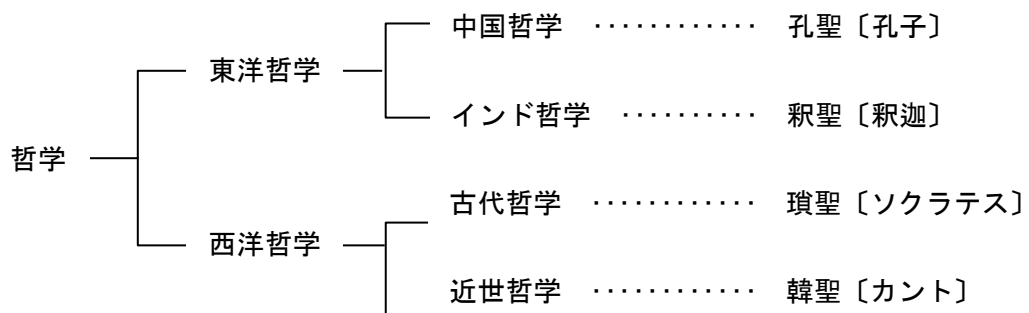 中国哲学 ············ 孔聖〔孔子〕
東洋哲学
インド哲学 ·········· 釈聖〔釈迦〕
哲学
古代哲学 ············ 瑣聖〔ソクラテス〕
西洋哲学
近世哲学 ············ 韓聖〔カント〕